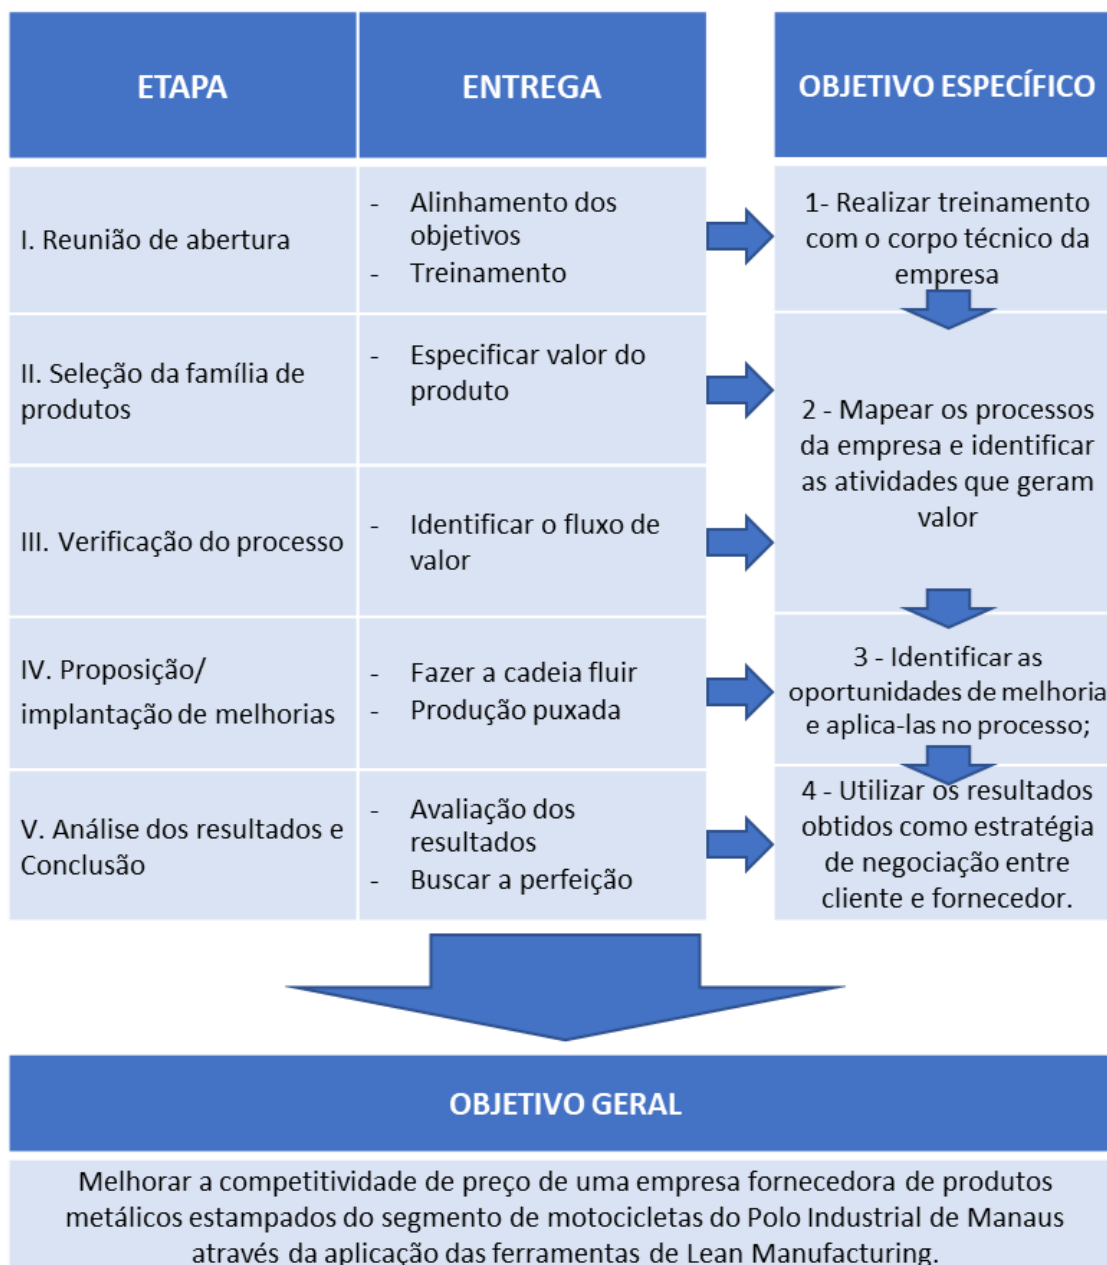 ETAPA
ENTREGA
OBJETIVO ESPECÍFICO
I. Reunião de abertura
- Alinhamento dos
objetivos
- Treinamento
1- Realizar treinamento
com o corpo técnico da
empresa
II. Seleção da família de
produtos
- Especificar valor do
produto
2 - Mapear os processos
da empresa e identificar
as atividades que geram
valor
III. Verificação do processo
- Identificar o fluxo de
valor
IV. Proposição/
implantação de melhorias
- Fazer a cadeia fluir
- Produção puxada
3 - Identificar as
oportunidades de melhoria
e aplica-las no processo;
V. Análise dos resultados e
Conclusão
- Avaliação dos
resultados
- Buscar a perfeição
4 - Utilizar os resultados
obtidos como estratégia
de negociação entre
cliente e fornecedor.
OBJETIVO GERAL
Melhorar a competitividade de preço de uma empresa fornecedora de produtos
metálicos estampados do segmento de motocicletas do Polo Industrial de Manaus
através da aplicação das ferramentas de Lean Manufacturing.